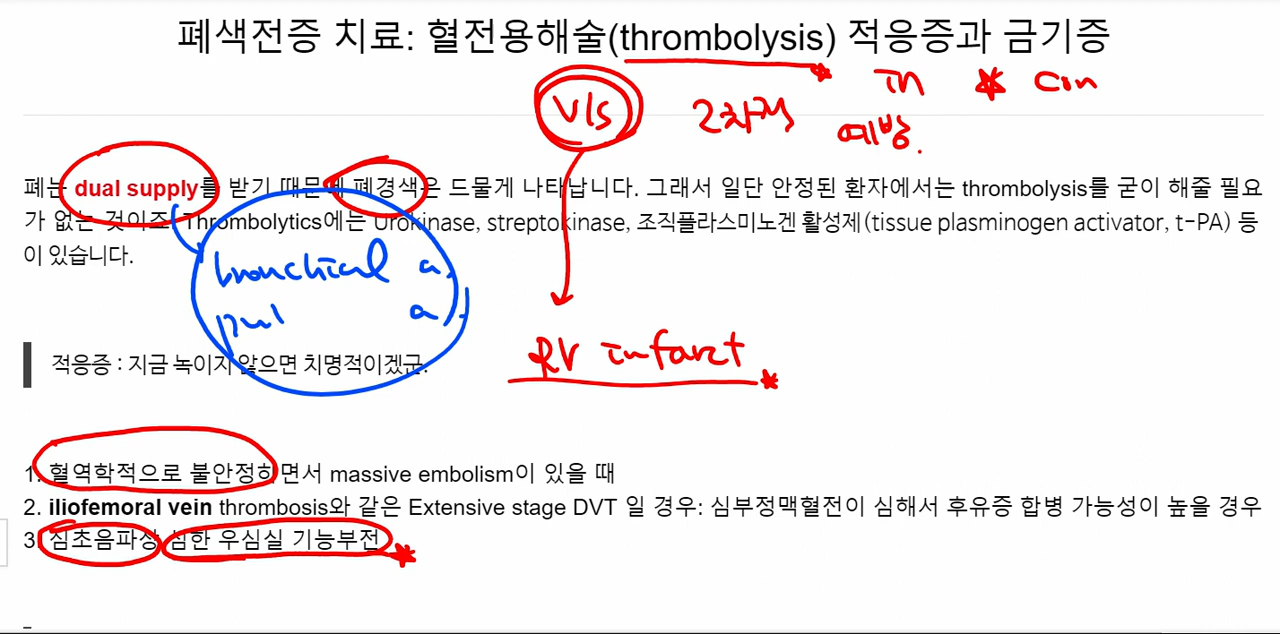 폐색전증 치료: 혈전용해술(thrombolysis) 적응증과 금기증
in * con
V/S 2차적 예방.
폐는 dual supply를 받기 때문에 폐경색은 드물게 나타납니다. 그래서 일단 안정된 환자에서는 thrombolysis를 굳이 해줄 필요
가 없는 것이죠. Thrombolytics에는 Urokinase, streptokinase, 조직플라스미노겐 활성제(tissue plasminogen activator, t-PA) 등
이 있습니다.
bronchial a.
pul a.
RV infarct
적응증 : 지금 녹이지 않으면 치명적이겠군.
1. 혈역학적으로 불안정하면서 massive embolism이 있을 때
2. iliofemoral vein thrombosis와 같은 Extensive stage DVT 일 경우: 심부정맥혈전이 심해서 후유증 합병 가능성이 높을 경우
3. 심초음파상 심한 우심실 기능부전